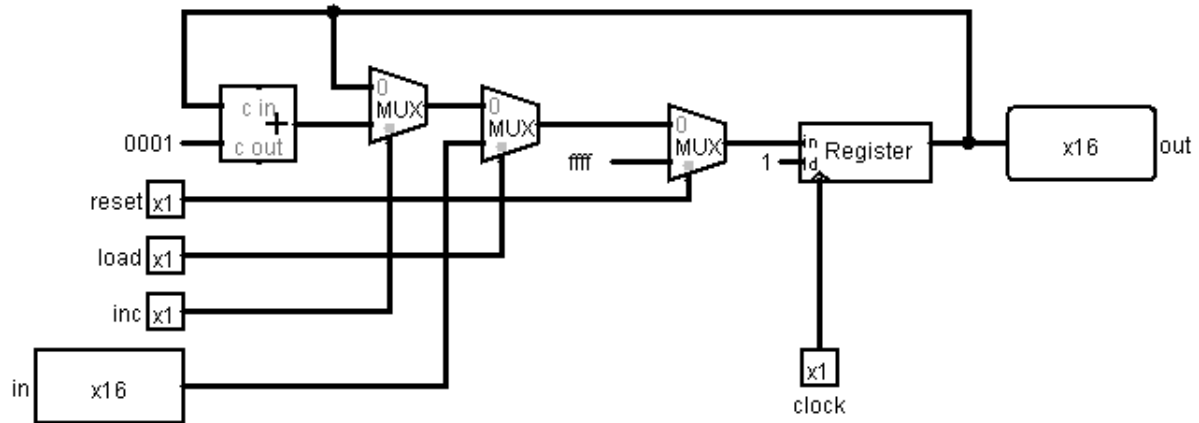 0
c in
+
MUX
0
MUX
0
MUX
0001
c out
ffff
in
1
ld
Register
x16
out
reset
x1
load
x1
inc
x1
in
x16
x1
clock